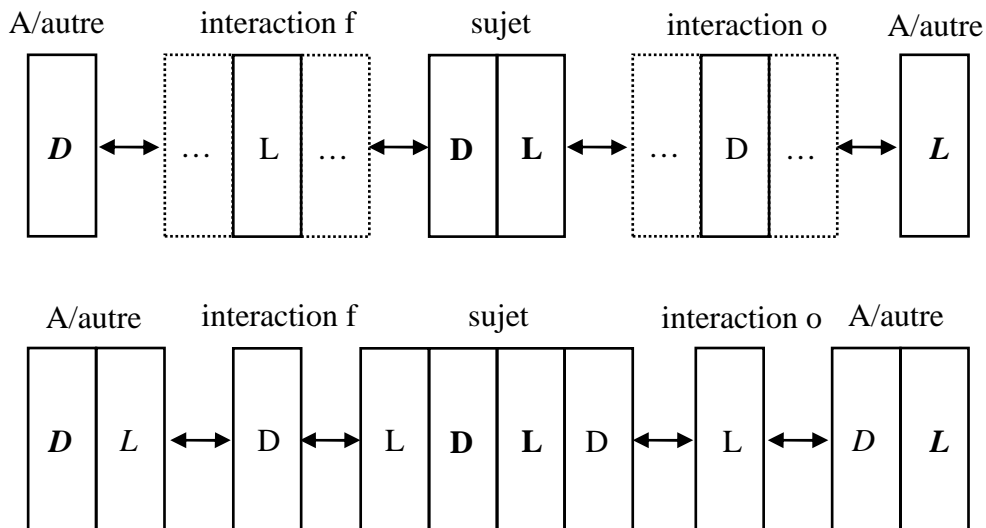 A/autre interaction f sujet interaction o A/autre
D … L … D L … D … L
A/autre interaction f sujet interaction o A/autre
D L D L D L D L D L